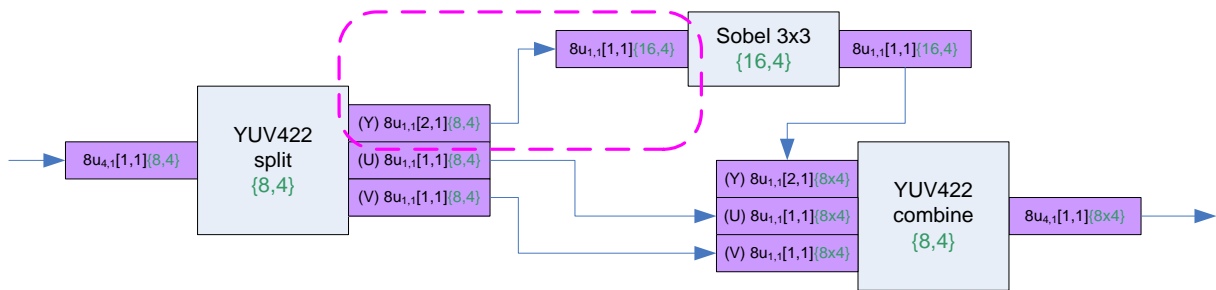 8u4,1[1,1]{8,4}
YUV422
split
{8,4}
(Y) 8u1,1[2,1]{8,4}
(U) 8u1,1[1,1]{8,4}
(V) 8u1,1[1,1]{8,4}
8u1,1[1,1]{16,4}
Sobel 3x3
{16,4}
8u1,1[1,1]{16,4}
(Y) 8u1,1[2,1]{8x4}
(U) 8u1,1[1,1]{8x4}
(V) 8u1,1[1,1]{8x4}
YUV422
combine
{8,4}
8u4,1[1,1]{8x4}